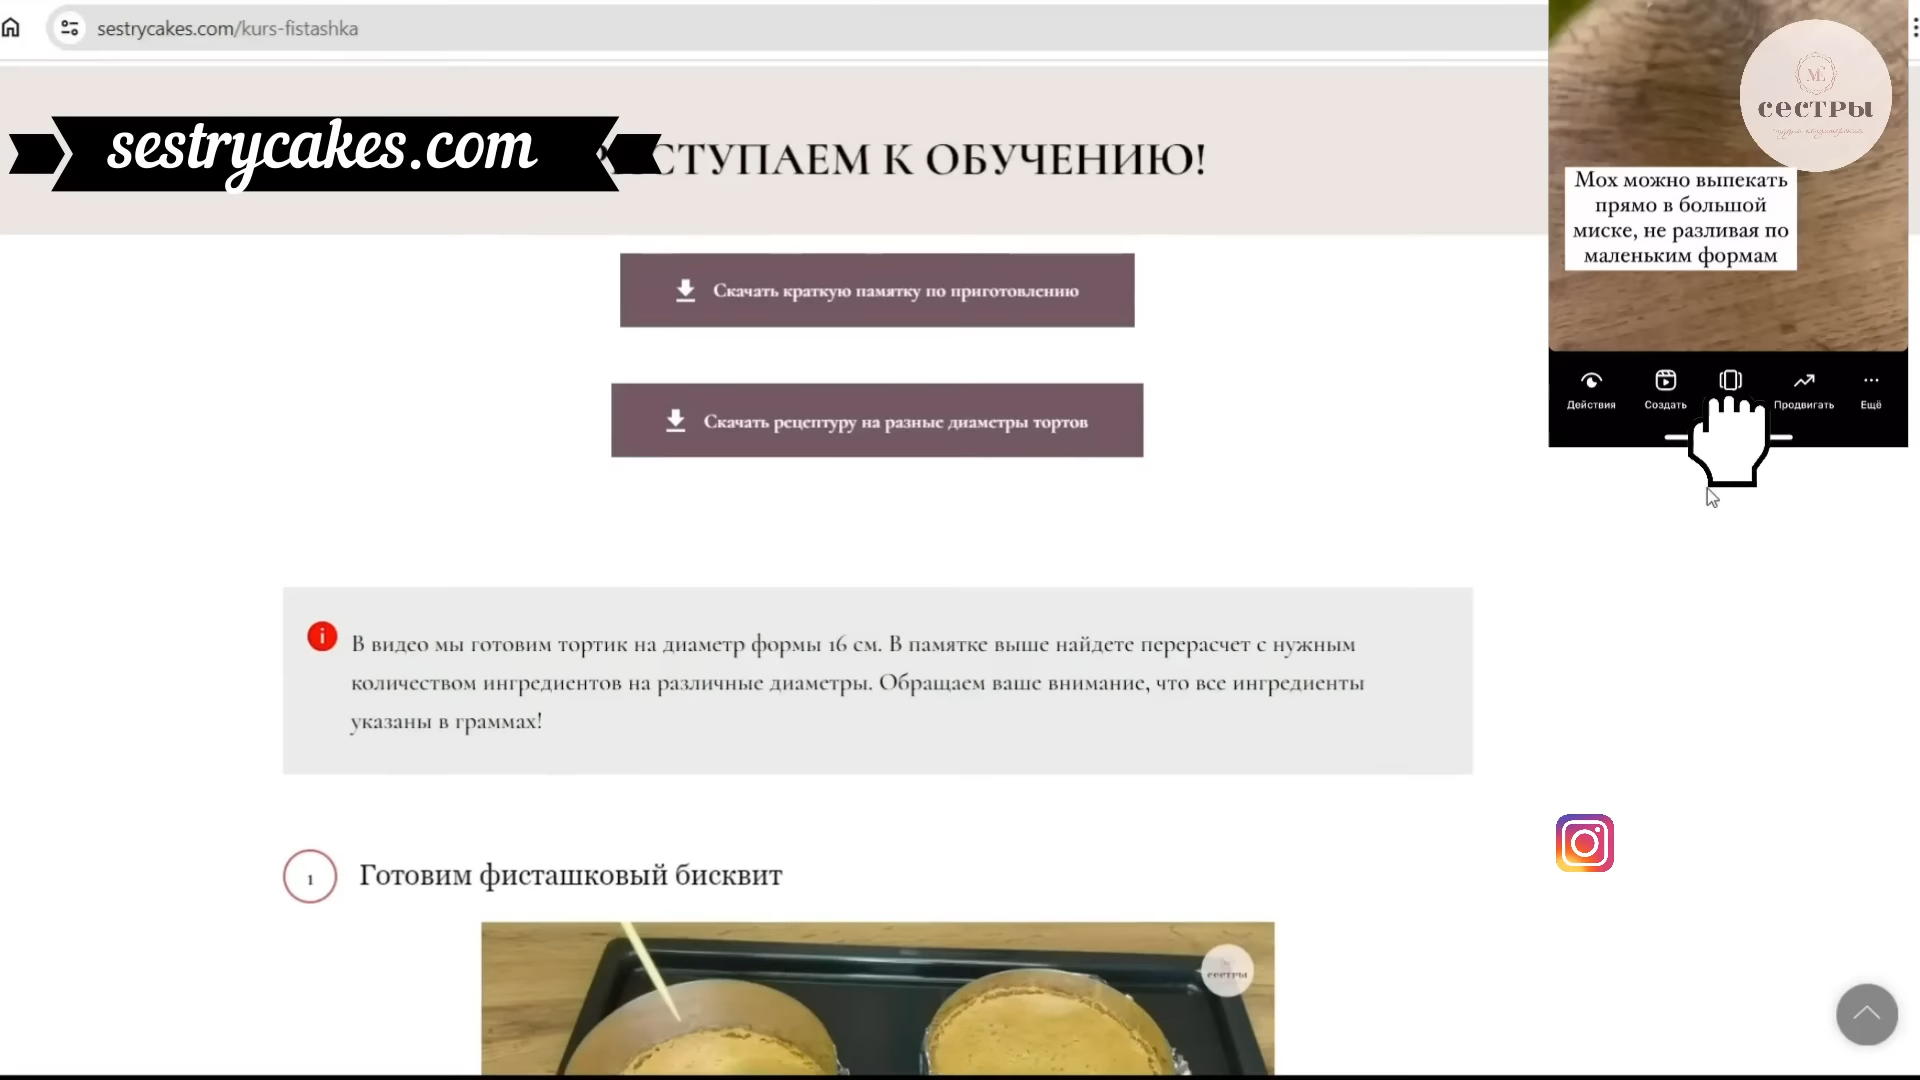 sestrycakes.com/kurs-fistashka
sestrycakes.com
СТУПАЕМ К ОБУЧЕНИЮ!
Скачать краткую памятку по приготовлению
Скачать рецептуру на разные диаметры тортов
i
В видео мы готовим тортик на диаметр формы 16 см. В памятке выше найдете перерасчет с нужным
количеством ингредиентов на различные диаметры. Обращаем ваше внимание, что все ингредиенты
указаны в граммах!
1
Готовим фисташковый бисквит
сестры
сестры
Мох можно выпекать
прямо в большой
миске, не разливая по
маленьким формам
Действия
Создать
Продвигать
Ещё